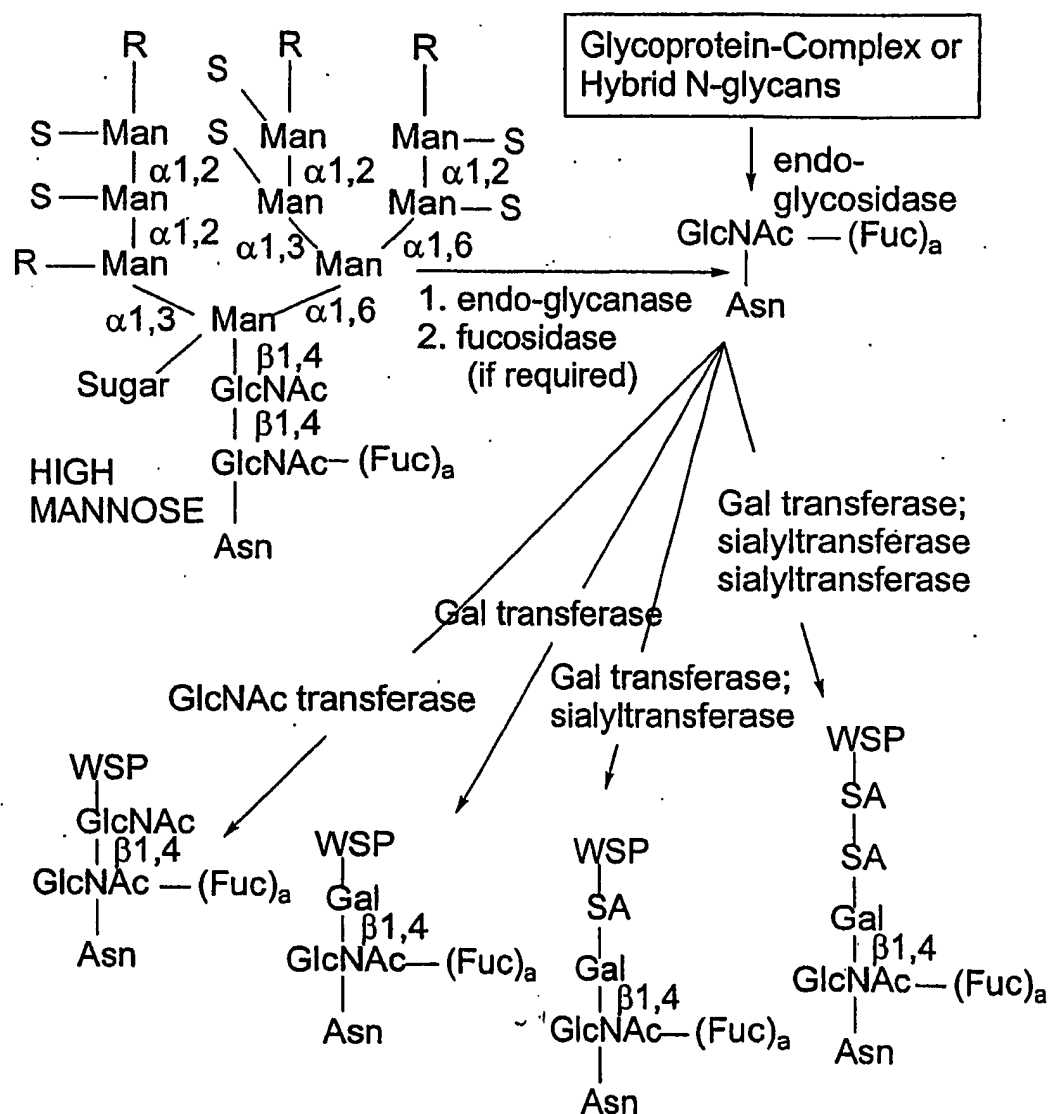 R R R
S
S—Man S Man Man—S
α1,2 α1,2 α1,2
S—Man Man Man—S
α1,2 α1,3 α1,6
R—Man Man
α1,3 Man α1,6
Sugar β1,4
GlcNAc
β1,4
GlcNAc—(Fuc)a
HIGH
MANNOSE
Asn
1. endo-glycanase
2. fucosidase
(if required)
Glycoprotein-Complex or
Hybrid N-glycans
endo-
glycosidase
GlcNAc—(Fuc)a
Asn
GlcNAc transferase
Gal transferase
Gal transferase;
sialyltransferase
Gal transferase;
sialyltransferase
sialyltransferase
WSP
GlcNAc
β1,4
GlcNAc—(Fuc)a
Asn
WSP
Gal
β1,4
GlcNAc—(Fuc)a
Asn
WSP
SA
Gal
β1,4
GlcNAc—(Fuc)a
Asn
WSP
SA
SA
Gal
β1,4
GlcNAc—(Fuc)a
Asn